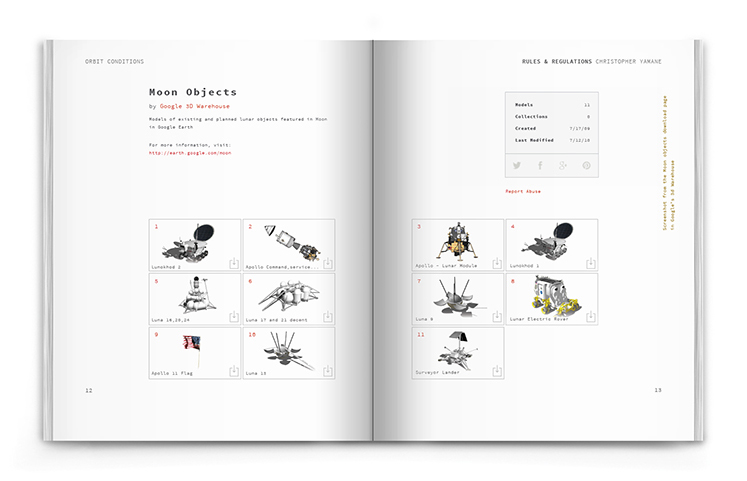 ORBIT CONDITIONS
Moon Objects
by Google 3D Warehouse
Models of existing and planned lunar objects featured in Moon
in Google Earth
For more information, visit:
http://earth.google.com/moon
1
Lunokhod 2
2
Apollo Command,service...
5
Luna 16,20,24
6
Luna 17 and 21 decent
9
Apollo 11 Flag
10
Luna 13
12
RULES & REGULATIONS CHRISTOPHER YAMANE
Models 11
Collections 0
Created 7/17/09
Last Modified 7/13/10
Report Abuse
Screenshot from the Moon objects download page
in Google's 3d Warehouse
3
Apollo - Lunar Module
4
Lunokhod 1
7
Luna 9
8
Lunar Electric Rover
11
Surveyor Landar
13